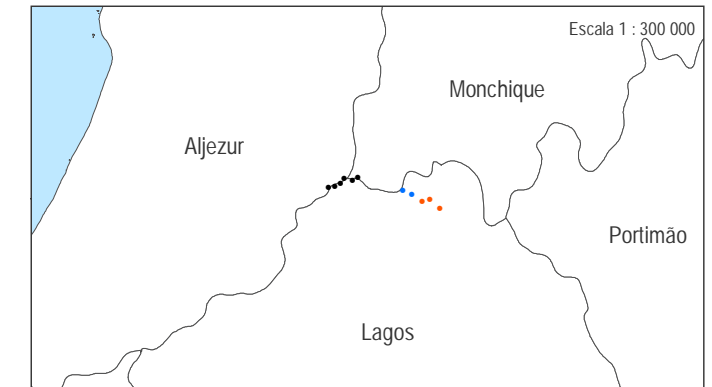 Escala 1 : 300 000
Monchique
Aljezur
Portimão
Lagos